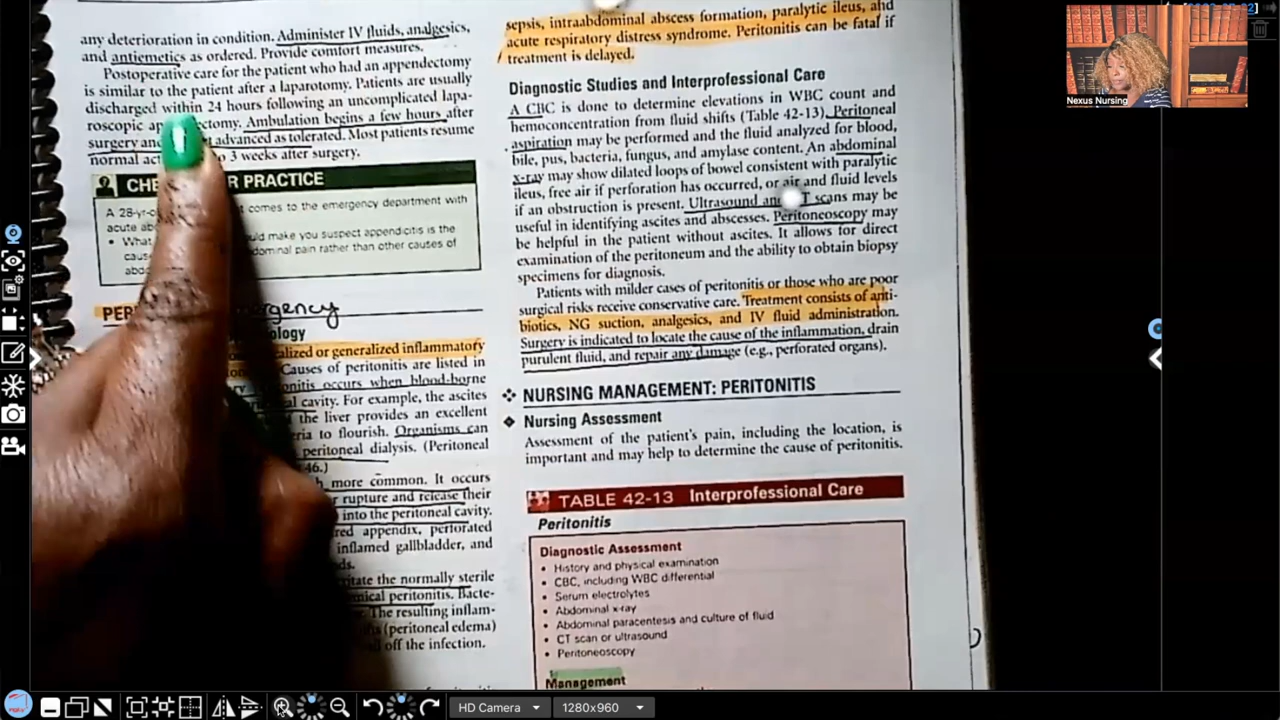 any deterioration in condition. Administer IV fluids, analgesics,
and antiemetics as ordered. Provide comfort measures.
Postoperative care for the patient who had an appendectomy
is similar to the patient after a laparotomy. Patients are usually
discharged within 24 hours following an uncomplicated lapa-
roscopic ap ectomy. Ambulation begins a few hours after
surgery and advanced as tolerated. Most patients resume
normal act 3 weeks after surgery.
CHE R PRACTICE
A 28-yr-o t comes to the emergency department with
acute ab
• What uld make you suspect appendicitis is the
caus dominal pain rather than other causes of
abdo
PERI ergency
ology
alized or generalized inflammatory
Causes of peritonitis are listed in
onitis occurs when blood-borne
al cavity. For example, the ascites
the liver provides an excellent
ria to flourish. Organisms can
peritoneal dialysis. (Peritoneal
46.)
h more common. It occurs
r rupture and release their
into the peritoneal cavity.
red appendix, perforated
inflamed gallbladder, and
ds.
itate the normally sterile
mical peritonitis. Bacte-
The resulting inflam-
ts (peritoneal edema)
all off the infection.
sepsis, intraabdominal abscess formation, paralytic ileus, and
acute respiratory distress syndrome. Peritonitis can be fatal if
treatment is delayed.
Diagnostic Studies and Interprofessional Care
A CBC is done to determine elevations in WBC count and
hemoconcentration from fluid shifts (Table 42-13). Peritoneal
aspiration may be performed and the fluid analyzed for blood,
bile, pus, bacteria, fungus, and amylase content. An abdominal
x-ray may show dilated loops of bowel consistent with paralytic
ileus, free air if perforation has occurred, or air and fluid levels
if an obstruction is present. Ultrasound and CT scans may be
useful in identifying ascites and abscesses. Peritoneoscopy may
be helpful in the patient without ascites. It allows for direct
examination of the peritoneum and the ability to obtain biopsy
specimens for diagnosis.
Patients with milder cases of peritonitis or those who are poor
surgical risks receive conservative care. Treatment consists of anti-
biotics, NG suction, analgesics, and IV fluid administration.
Surgery is indicated to locate the cause of the inflammation, drain
purulent fluid, and repair any damage (e.g., perforated organs).
NURSING MANAGEMENT: PERITONITIS
Nursing Assessment
Assessment of the patient's pain, including the location, is
important and may help to determine the cause of peritonitis.
TABLE 42-13 Interprofessional Care
Peritonitis
Diagnostic Assessment
• History and physical examination
• CBC, including WBC differential
• Serum electrolytes
• Abdominal x-ray
• Abdominal paracentesis and culture of fluid
• CT scan or ultrasound
• Peritoneoscopy
Management
Nexus Nursing
HD Camera
1280x960